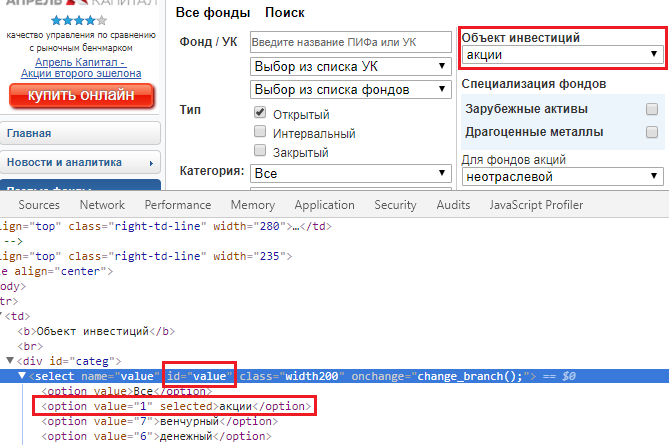 АПРЕЛЬ КАПИТАЛ
качество управления по сравнению
с рыночным бенчмарком
Апрель Капитал -
Акции второго эшелона
купить онлайн
Главная
Новости и аналитика
Все фонды Поиск
Фонд / УК
Введите название ПИФа или УК
Выбор из списка УК
Выбор из списка фондов
Тип
Открытый
Интервальный
Закрытый
Категория:
Все
Объект инвестиций
акции
Специализация фондов
Зарубежные активы
Драгоценные металлы
Для фондов акций
неотраслевой
Sources Network Performance Memory Application Security Audits JavaScript Profiler
align="top" class="right-td-line" width="280">…</td>
-->
align="top" class="right-td-line" width="235">
le align="center">
body>
tr>
<td>
<b>Объект инвестиций</b>
<br>
<div id="categ">
<select name="value" id="value" class="width200" onchange="change_branch();"> == $0
<option value>Все</option>
<option value="1" selected>акции</option>
<option value="7">венчурный</option>
<option value="6">денежный</option>